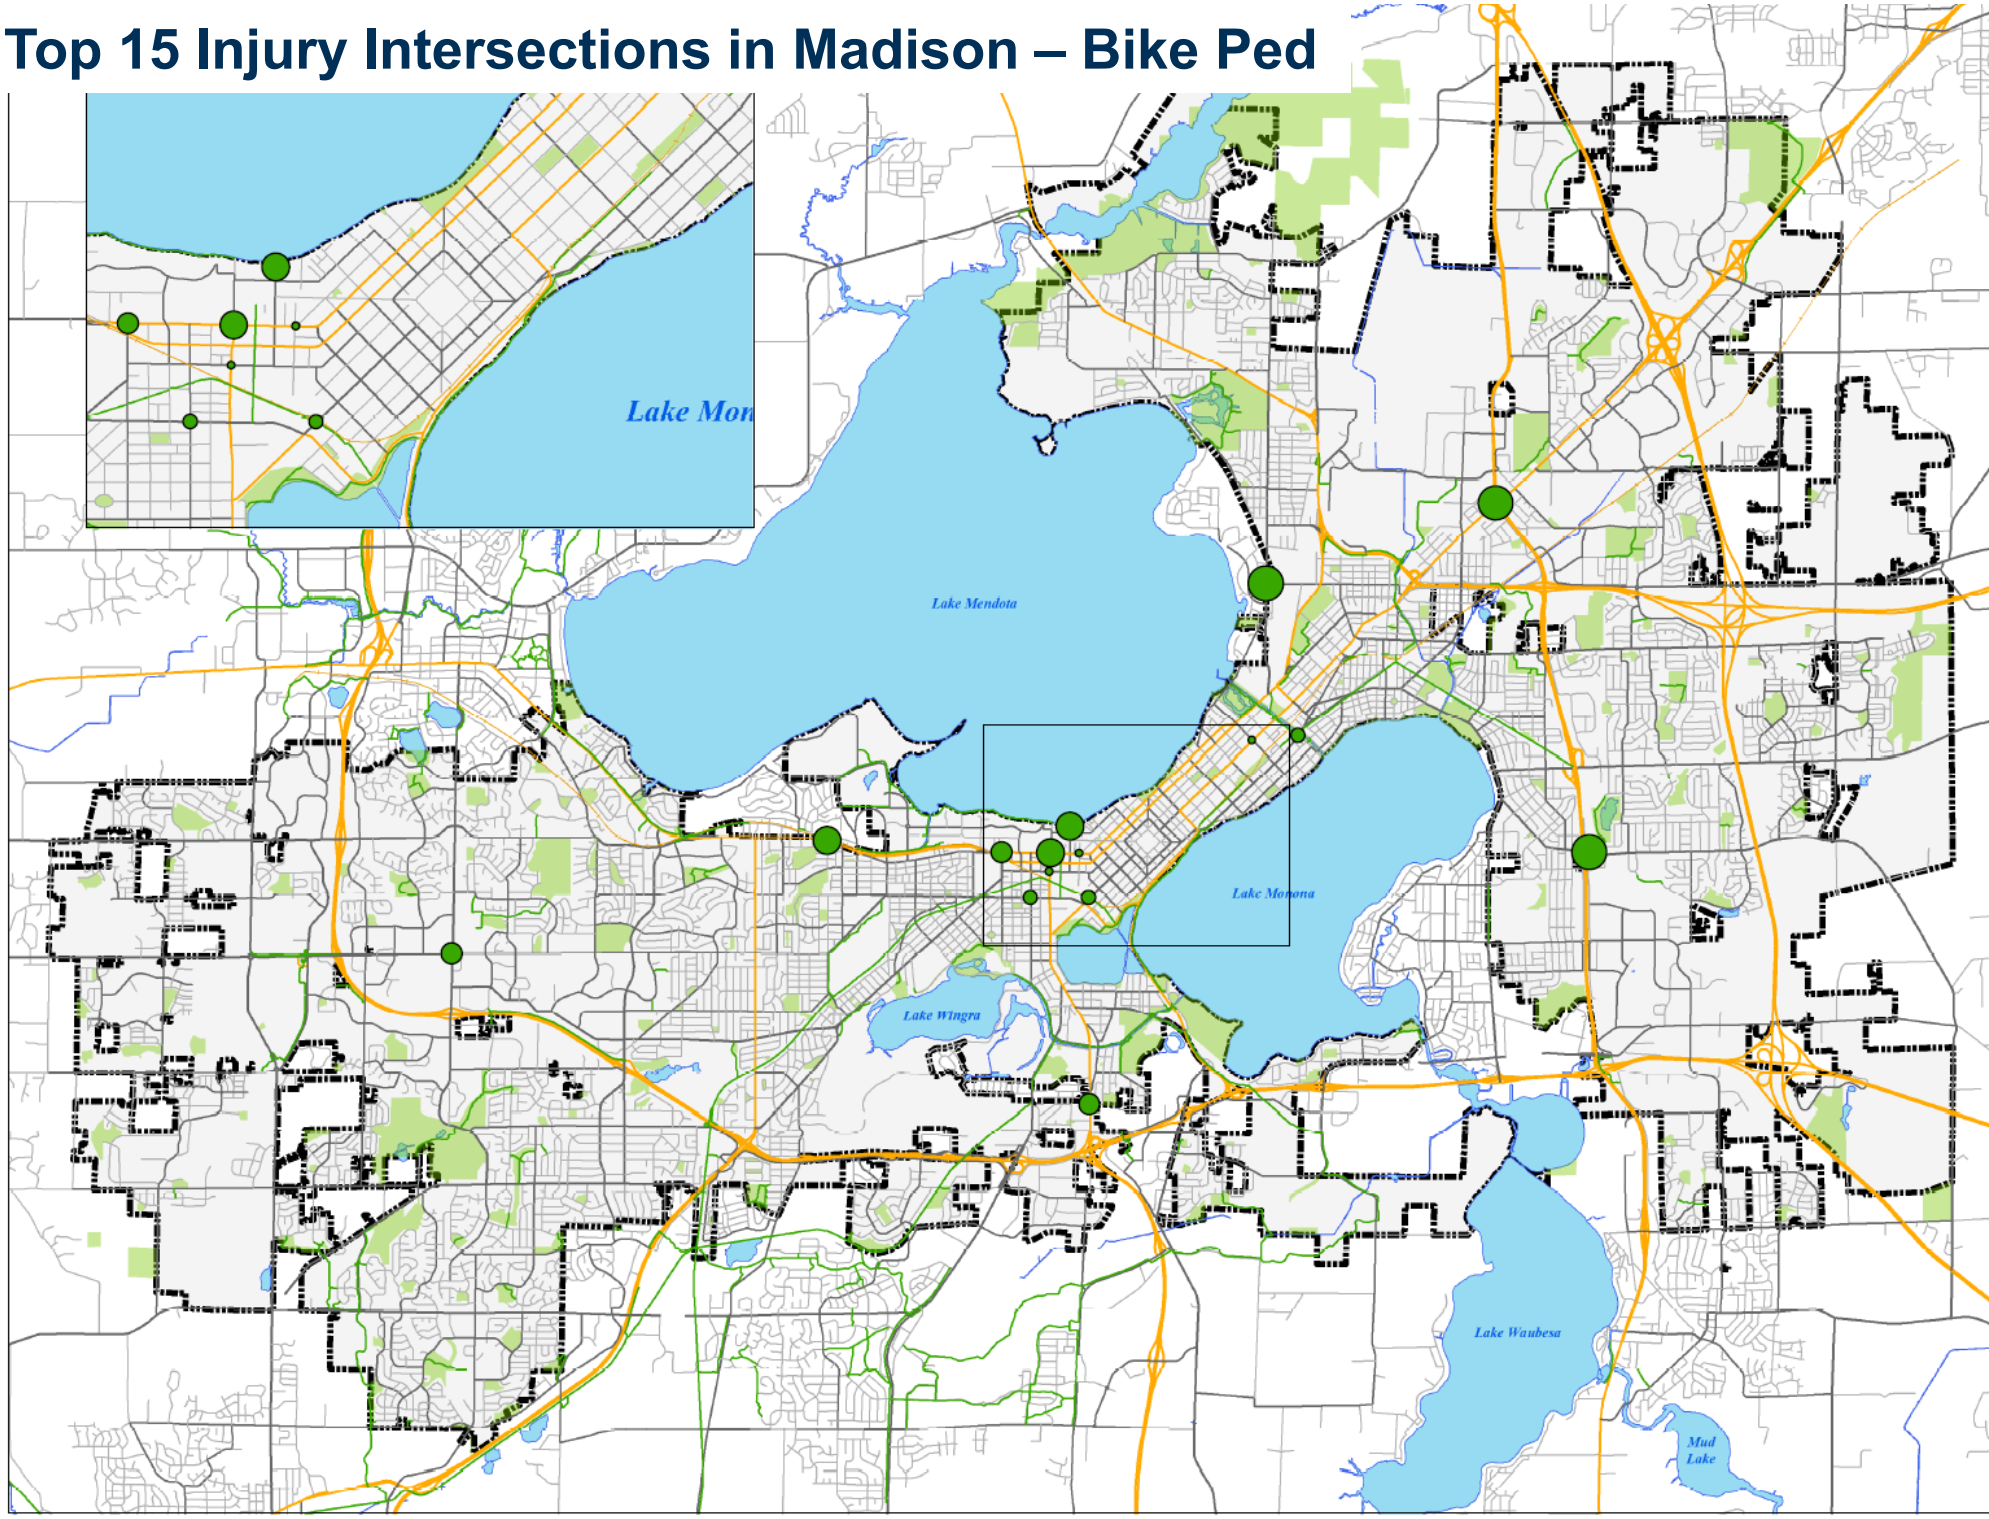 Top 15 Injury Intersections in Madison – Bike Ped
Lake Mon
Lake Mendota
Lake Monona
Lake Wingra
Lake Waubesa
Mud
Lake